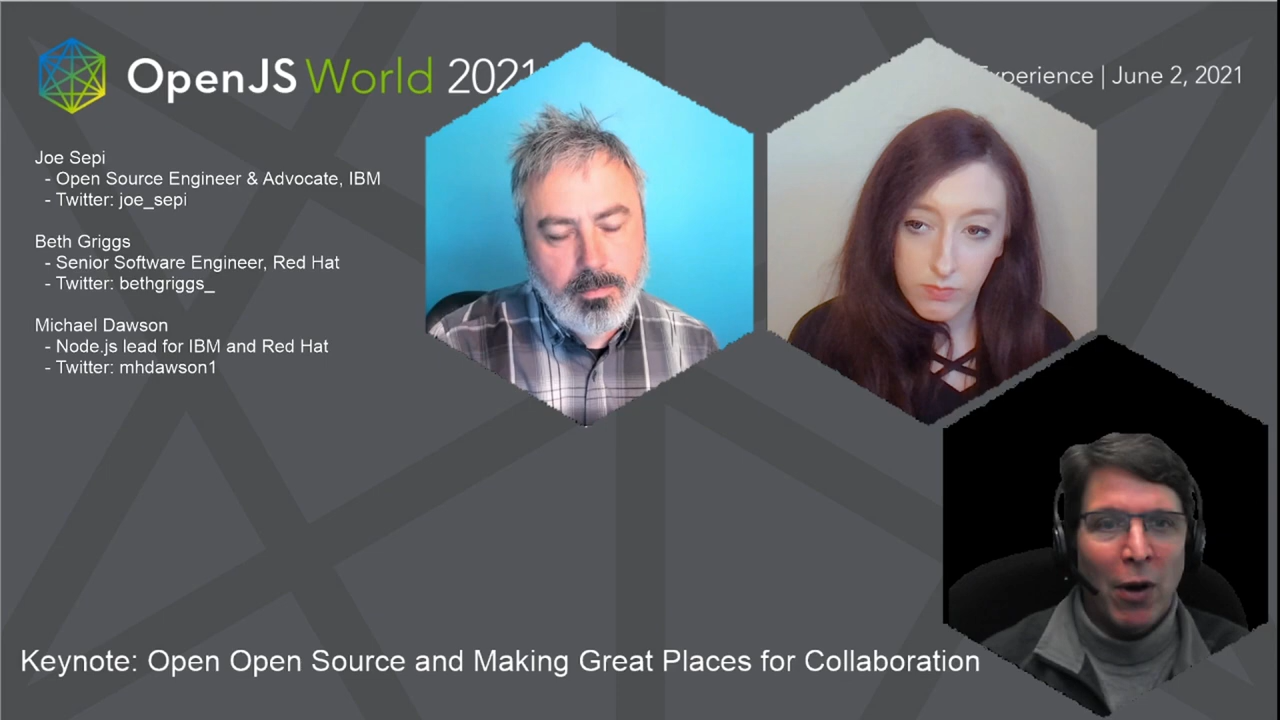 OpenJS World 2021
Experience | June 2, 2021
Joe Sepi
- Open Source Engineer & Advocate, IBM
- Twitter: joe_sepi
Beth Griggs
- Senior Software Engineer, Red Hat
- Twitter: bethgriggs_
Michael Dawson
- Node.js lead for IBM and Red Hat
- Twitter: mhdawson1
Keynote: Open Open Source and Making Great Places for Collaboration